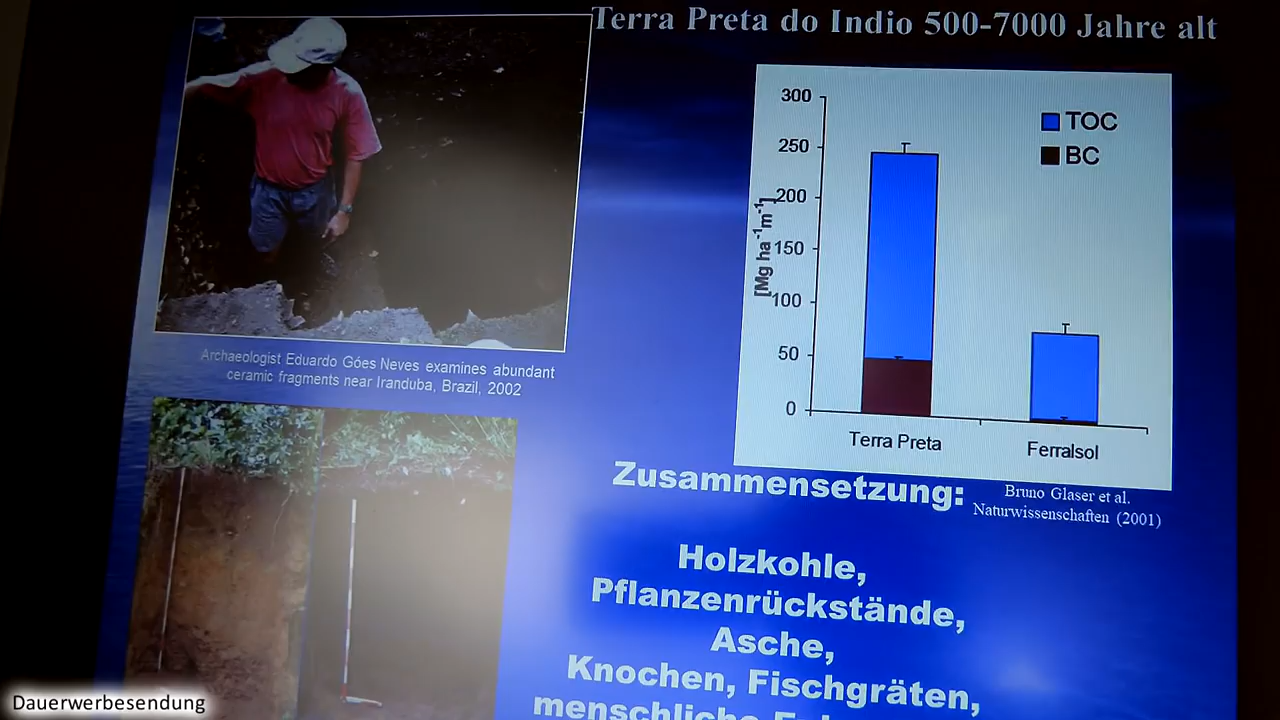 Terra Preta do Indio 500-7000 Jahre alt
300
250
200
150
100
50
0
[Mg ha-1m-1]
TOC
BC
Terra Preta
Ferralsol
Archaeologist Eduardo Góes Neves examines abundant
ceramic fragments near Iranduba, Brazil, 2002
Zusammensetzung:
Bruno Glaser et al.
Naturwissenschaften (2001)
Holzkohle,
Pflanzenrückstände,
Asche,
Knochen, Fischgräten,
menschliche
Dauerwerbesendung